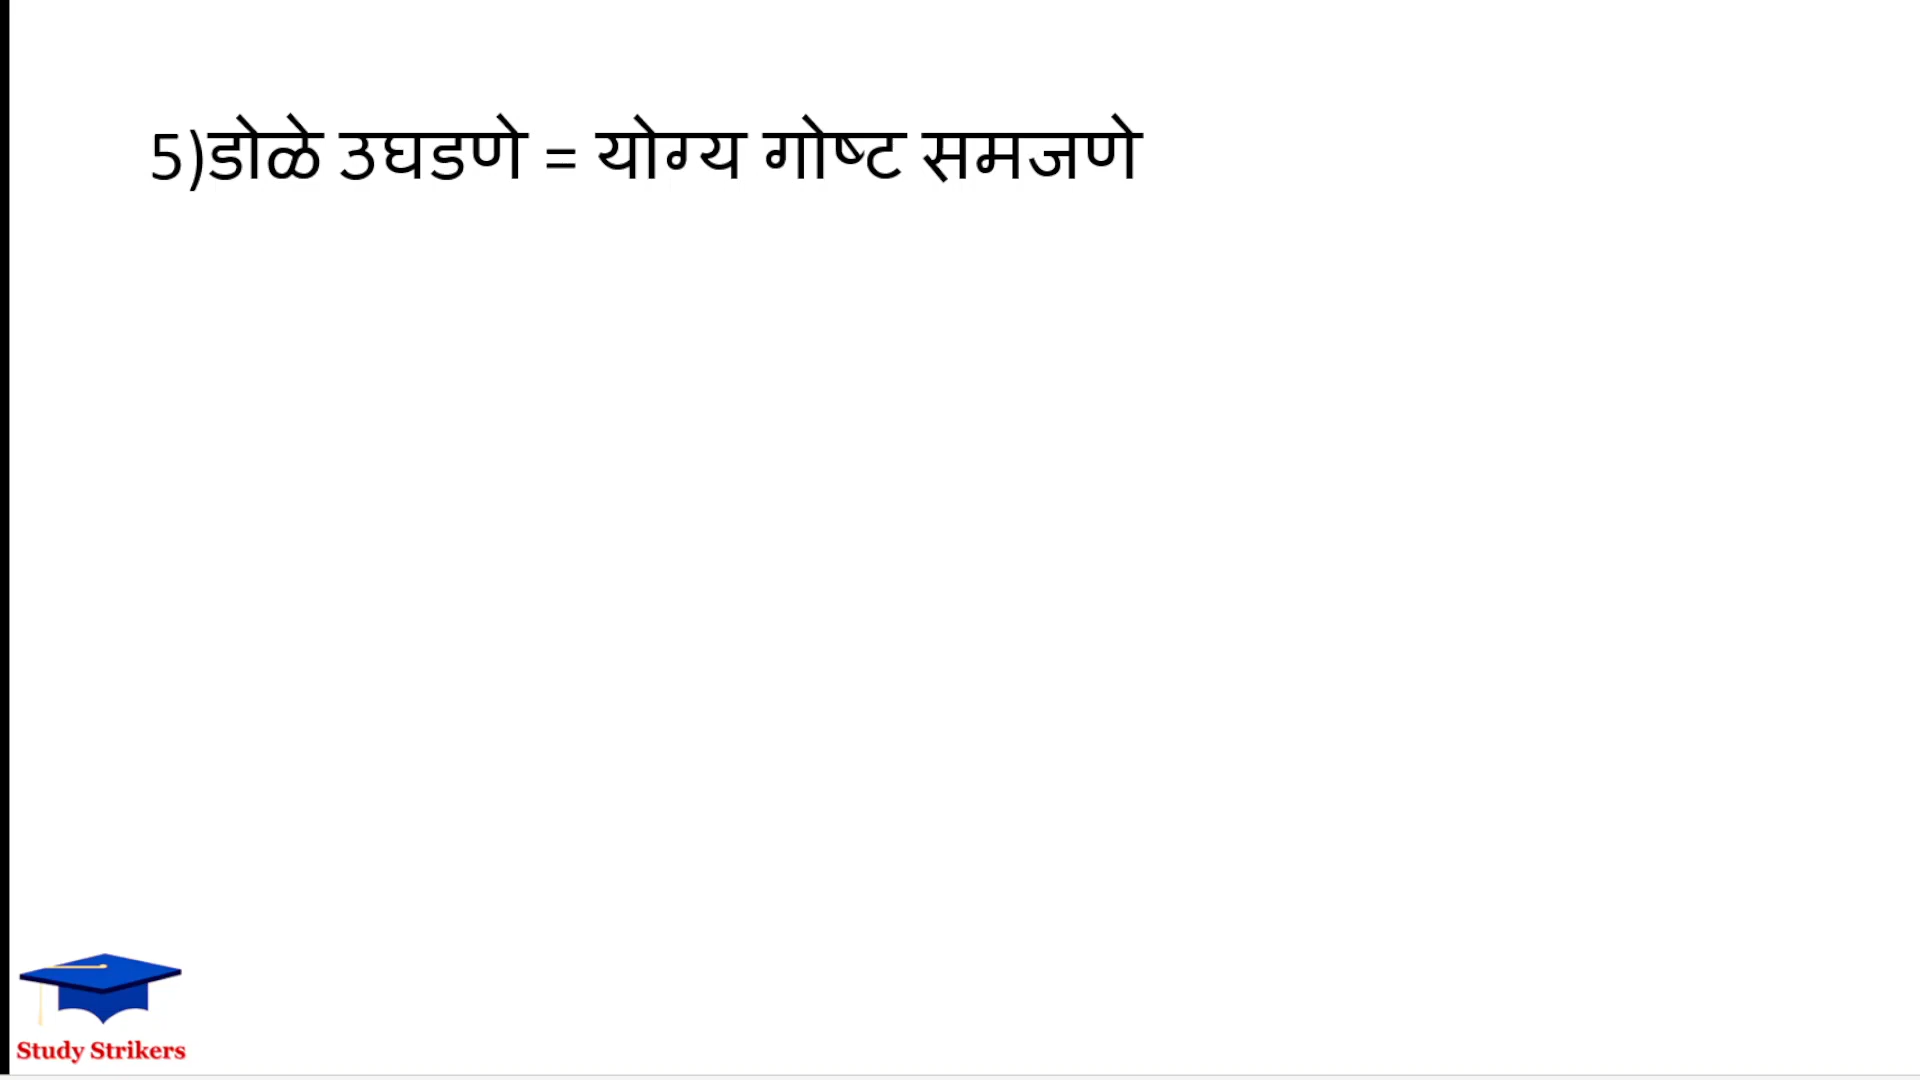 5)डोळे उघडणे = योग्य गोष्ट समजणे
Study Strikers